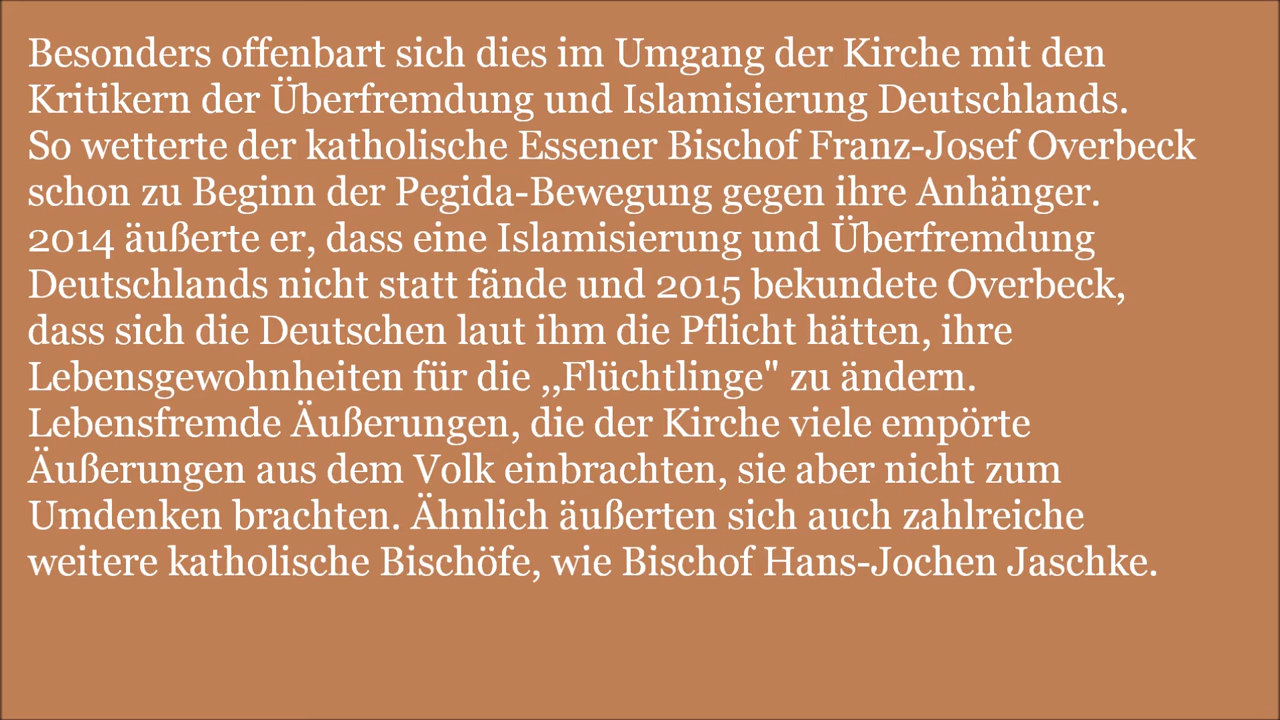 Besonders offenbart sich dies im Umgang der Kirche mit den
Kritikern der Überfremdung und Islamisierung Deutschlands.
So wetterte der katholische Essener Bischof Franz-Josef Overbeck
schon zu Beginn der Pegida-Bewegung gegen ihre Anhänger.
2014 äußerte er, dass eine Islamisierung und Überfremdung
Deutschlands nicht statt fände und 2015 bekundete Overbeck,
dass sich die Deutschen laut ihm die Pflicht hätten, ihre
Lebensgewohnheiten für die ,,Flüchtlinge" zu ändern.
Lebensfremde Äußerungen, die der Kirche viele empörte
Äußerungen aus dem Volk einbrachten, sie aber nicht zum
Umdenken brachten. Ähnlich äußerten sich auch zahlreiche
weitere katholische Bischöfe, wie Bischof Hans-Jochen Jaschke.